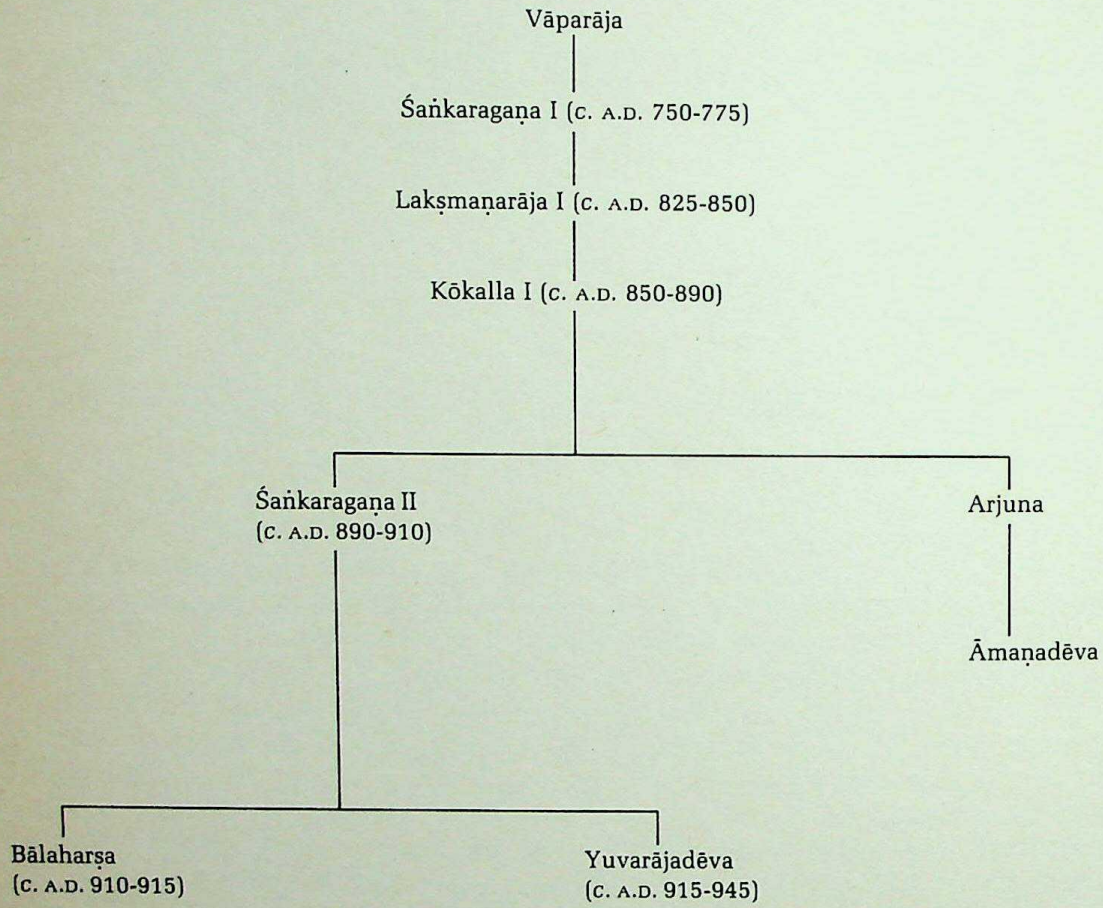 Vāparāja
Śaṅkaragaṇa I (C. A.D. 750-775)
Lakṣmaṇarāja I (C. A.D. 825-850)
Kōkalla I (C. A.D. 850-890)
Śaṅkaragaṇa II
(C. A.D. 890-910)
Arjuna
Āmaṇadēva
Bālaharṣa
(C. A.D. 910-915)
Yuvarājadēva
(C. A.D. 915-945)